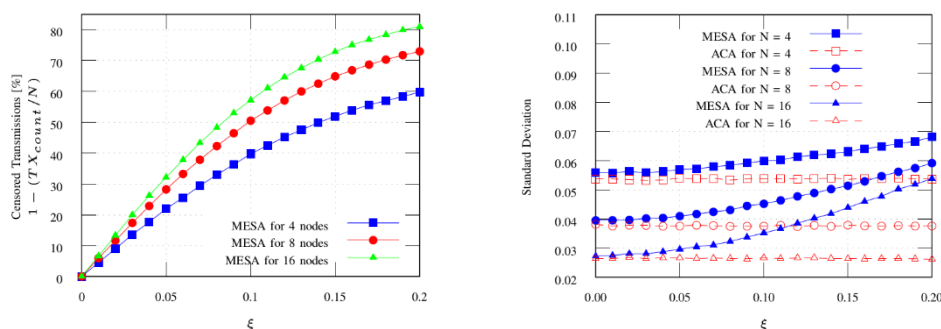 Censored Transmissions [%]
1 − (TX_count/N)
90
80
70
60
50
40
30
20
10
0
MESA for 4 nodes
MESA for 8 nodes
MESA for 16 nodes
0 0.05 0.1 0.15 0.2
ξ
Standard Deviation
0.11
0.10
0.09
0.08
0.07
0.06
0.05
0.04
0.03
0.02
MESA for N = 4
ACA for N = 4
MESA for N = 8
ACA for N = 8
MESA for N = 16
ACA for N = 16
0.00 0.05 0.10 0.15 0.20
ξ